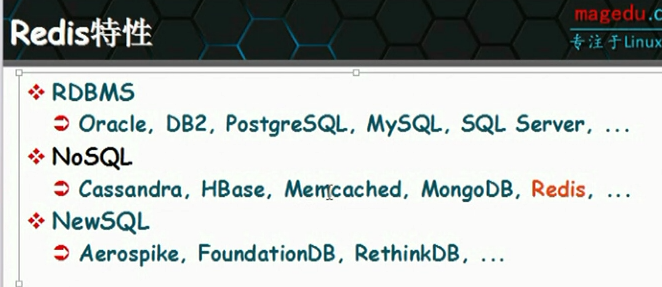 magedu.c
Redis特性
专注于Linux
RDBMS
Oracle, DB2, PostgreSQL, MySQL, SQL Server, ...
NoSQL
Cassandra, HBase, Memcached, MongoDB, Redis, ...
NewSQL
Aerospike, FoundationDB, RethinkDB, ...